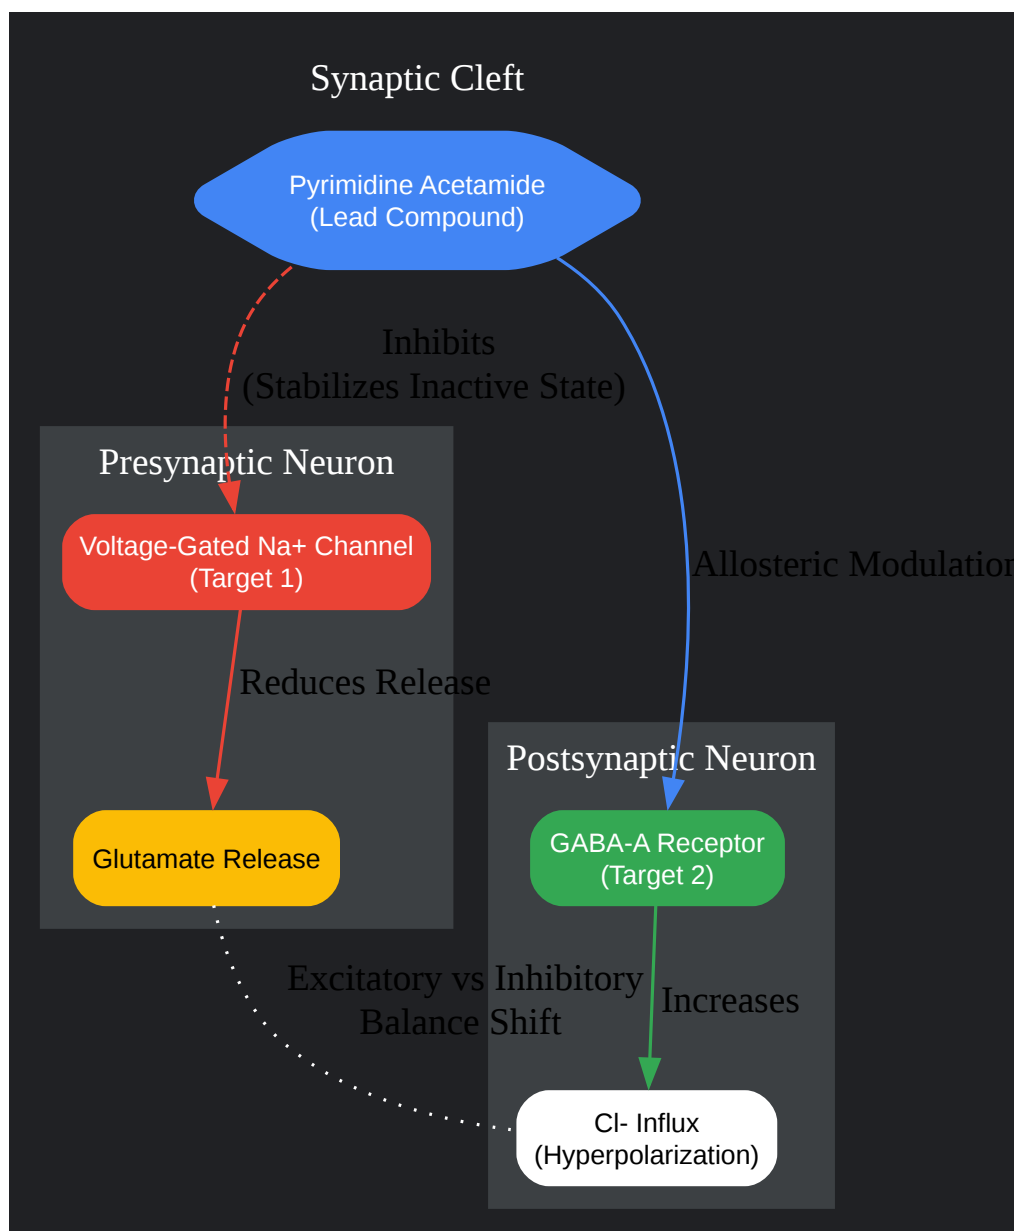 Synaptic Cleft
Pyrimidine Acetamide
(Lead Compound)
Inhibits
(Stabilizes Inactive State)
Presynaptic Neuron
Voltage-Gated Na+ Channel
(Target 1)
Allosteric Modulation
Reduces Release
Postsynaptic Neuron
Glutamate Release
GABA-A Receptor
(Target 2)
Excitatory vs Inhibitory
Balance Shift
Increases
Cl- Influx
(Hyperpolarization)